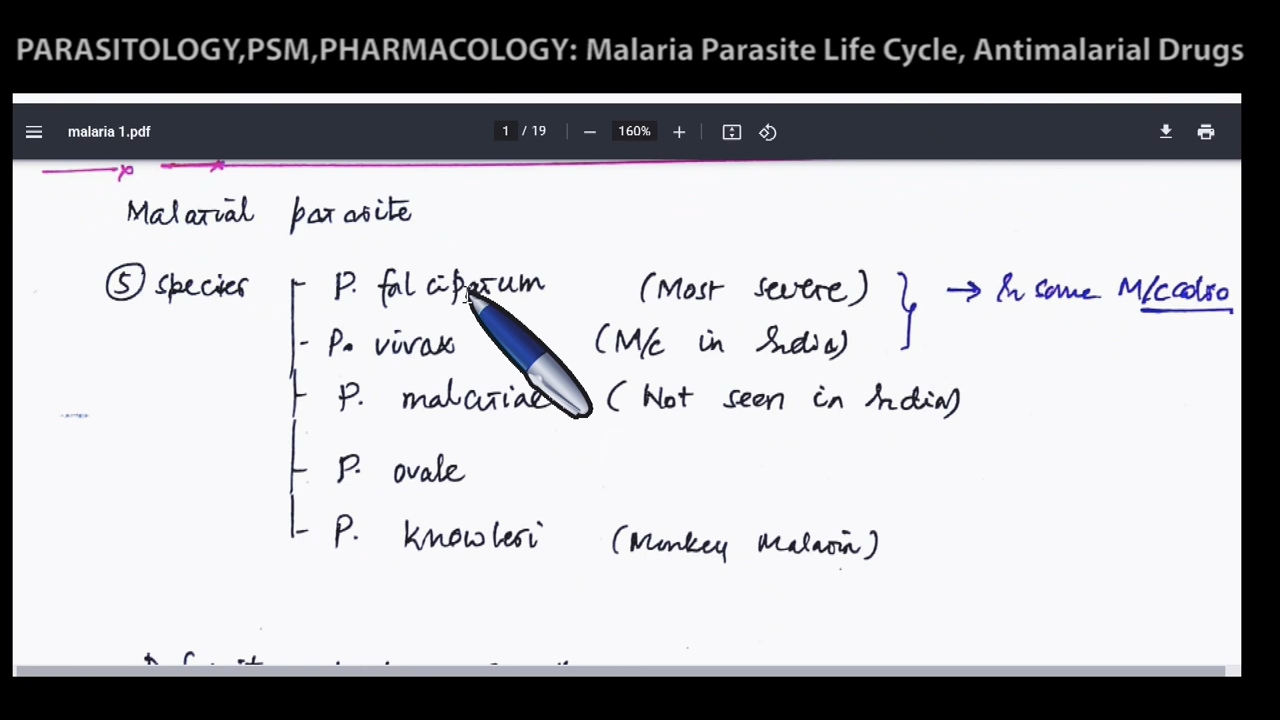 PARASITOLOGY,PSM,PHARMACOLOGY: Malaria Parasite Life Cycle, Antimalarial Drugs
malaria 1.pdf
1 / 19
160%
Malarial parasite
5 species
P. falciparum (Most severe)
P. vivax (M/c in India)
→ In same
P. malariae (Not seen in India)
P. ovale
P. Knowlesi (Monkey Malaria)